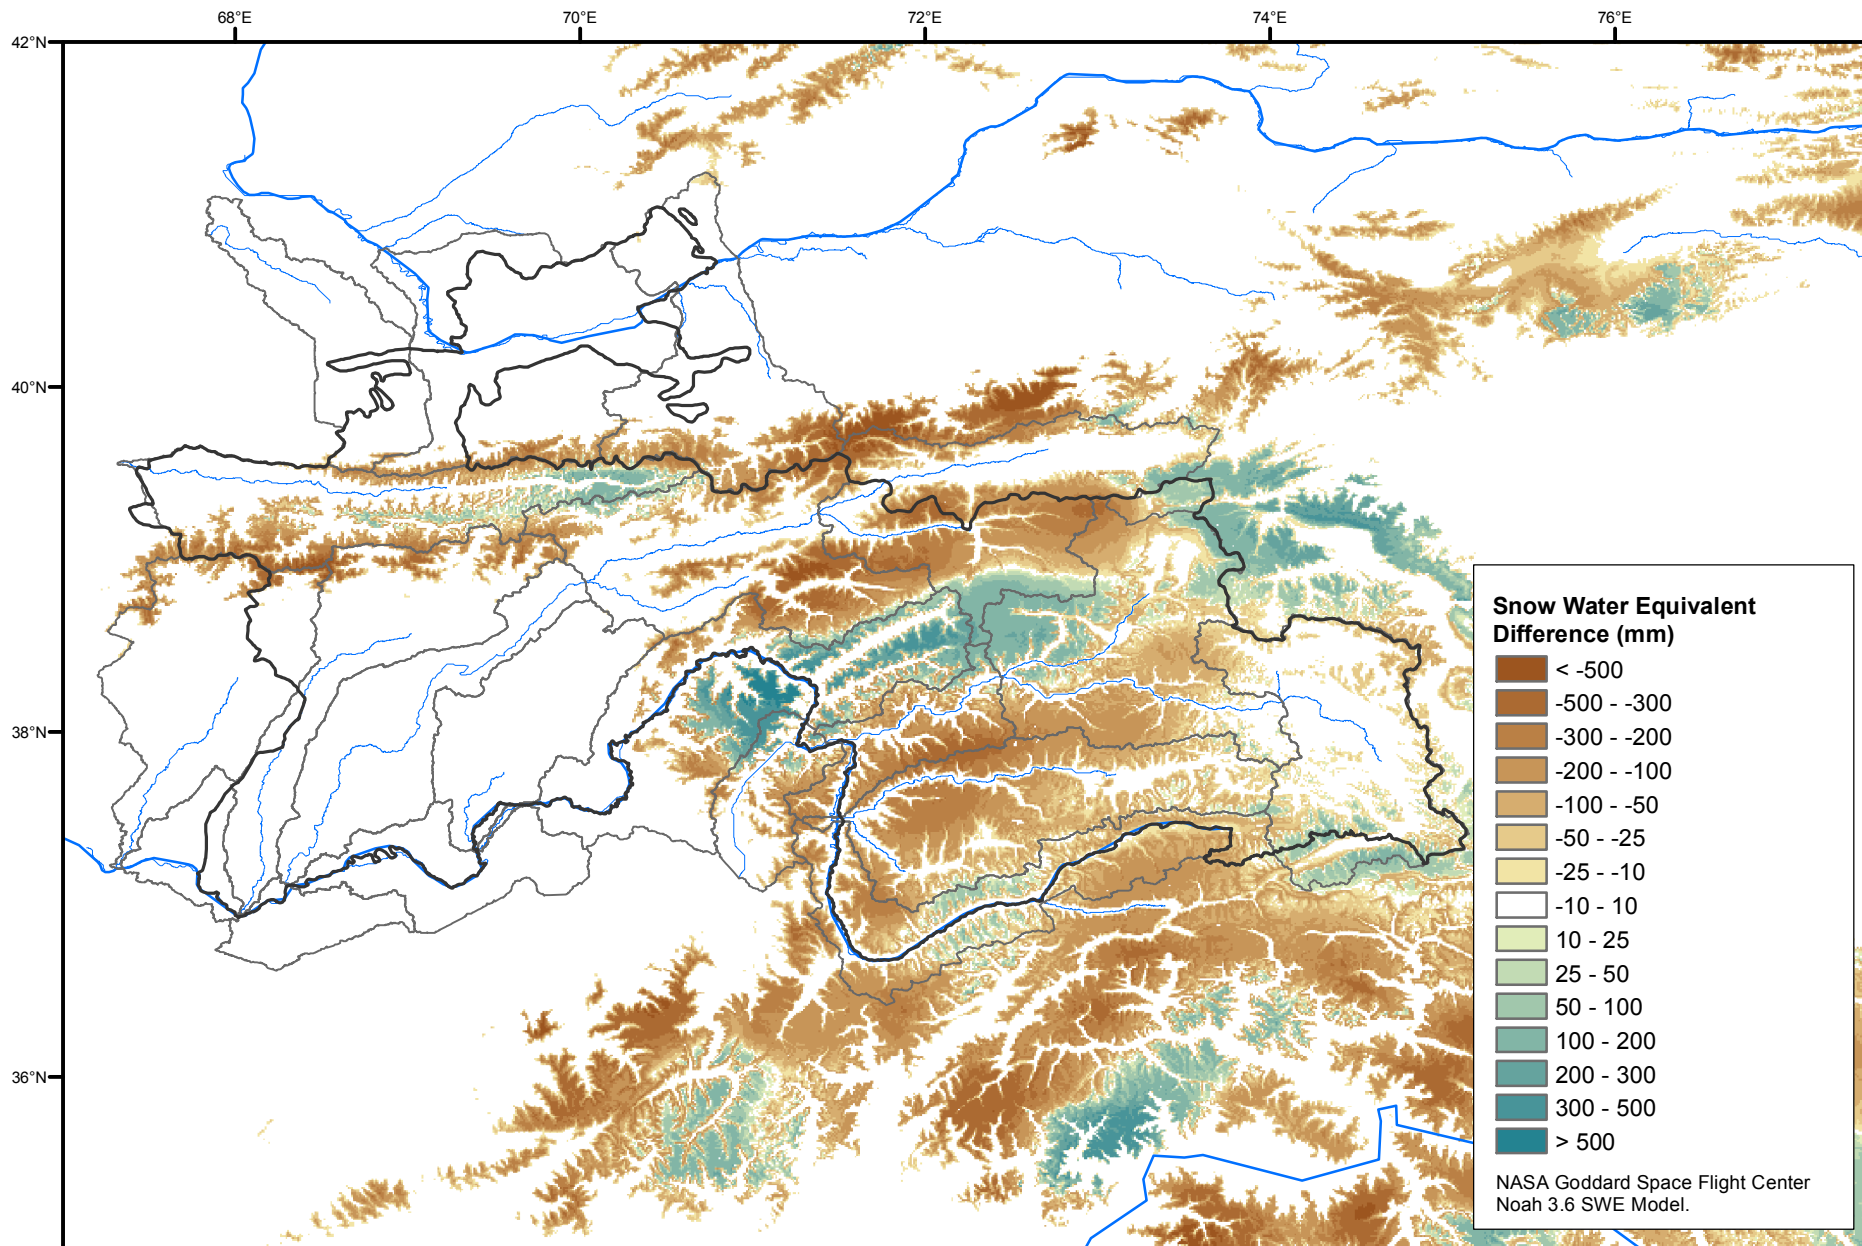 68°E
70°E
72°E
74°E
76°E
42°N
40°N
38°N
36°N
Snow Water Equivalent
Difference (mm)
< -500
-500 - -300
-300 - -200
-200 - -100
-100 - -50
-50 - -25
-25 - -10
-10 - 10
10 - 25
25 - 50
50 - 100
100 - 200
200 - 300
300 - 500
> 500
NASA Goddard Space Flight Center
Noah 3.6 SWE Model.